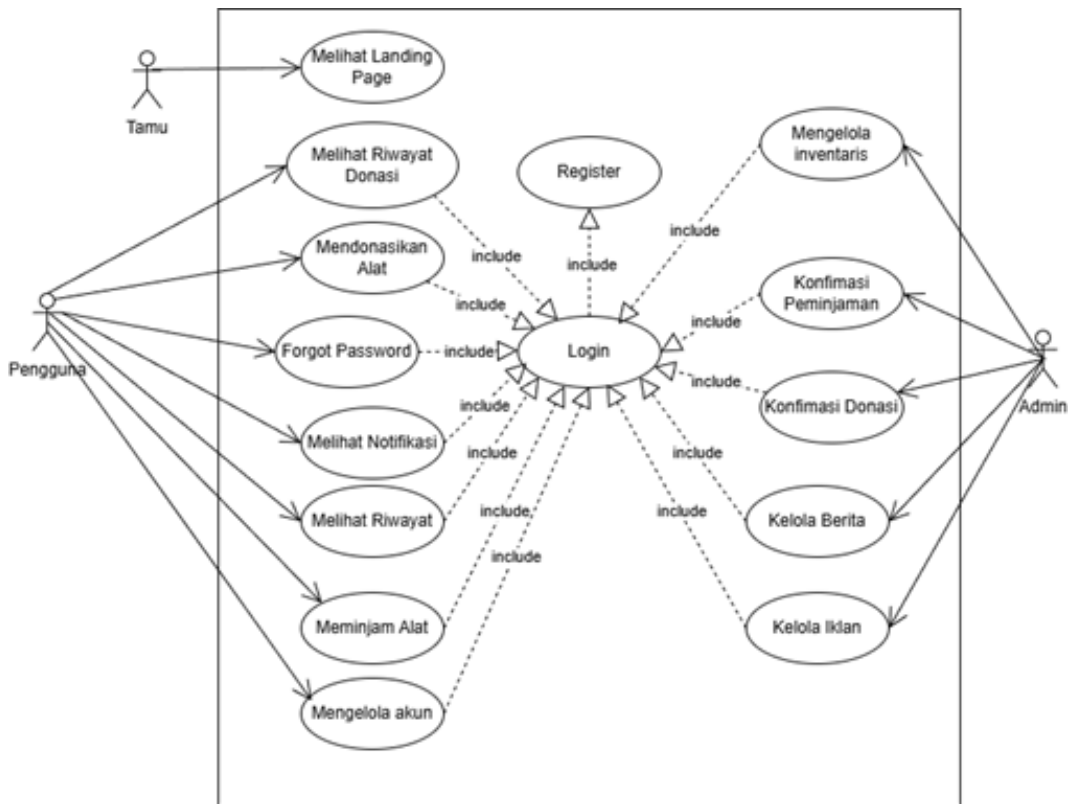 Melihat Landing
Page
Tamu
Melihat Riwayat
Donasi
Register
Mengelola
inventaris
include
include
include
Mendonasikan
Alat
include
Konfimasi
Peminjaman
include
Pengguna
Forgot Password
include
Login
include
Konfimasi Donasi
Admin
Melihat Notifikasi
include
include
include
Melihat Riwayat
include
include
Kelola Berita
include
Meminjam Alat
Kelola Iklan
Mengelola akun